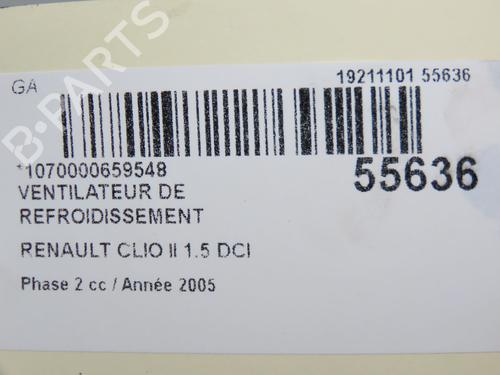 GA
19211101 55636
*1070000659548
55636
VENTILATEUR DE
REFROIDISSEMENT
RENAULT CLIO II 1.5 DCI
Phase 2 cc / Année 2005
B-PARTS